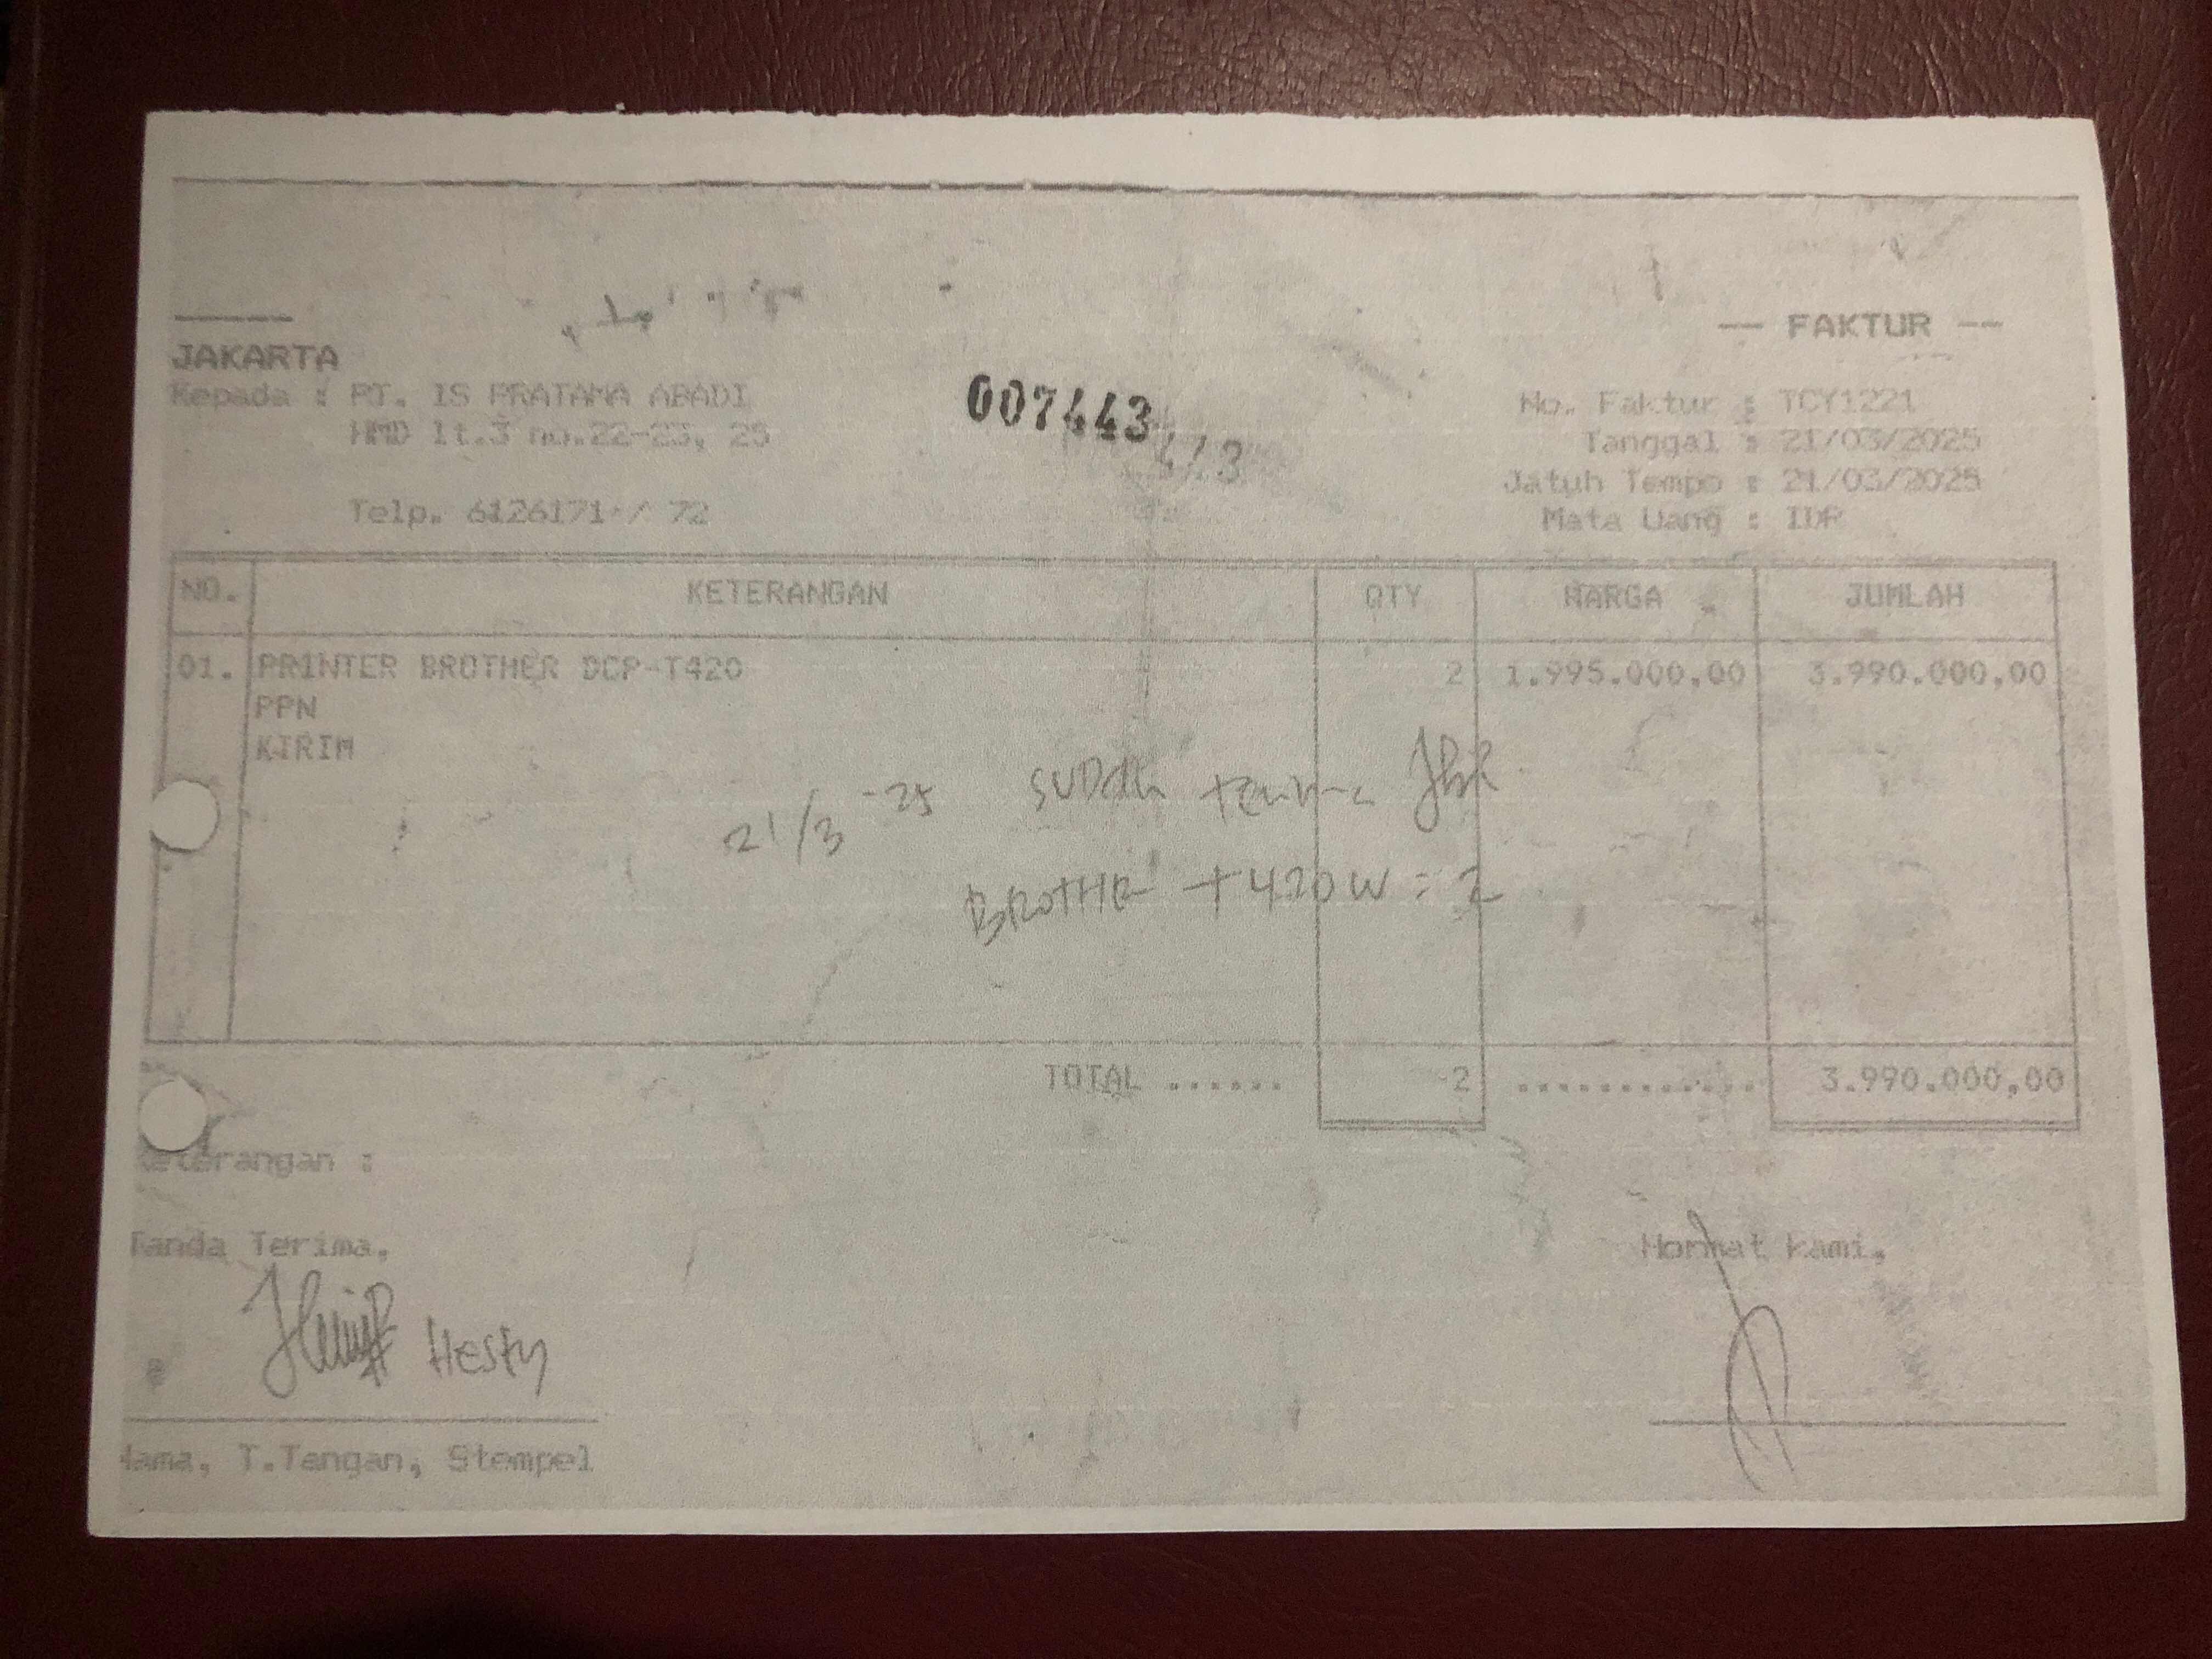 -- FAKTUR --
JAKARTA
Kepada : PT. IS PRATAMA ABADI
HMD lt.3 no.22-23, 25
Telp. 6126171 / 72
007443
No. Faktur : TCY1221
Tanggal : 21/03/2025
Jatuh Tempo : 21/03/2025
Mata Uang : IDR
NO. KETERANGAN QTY HARGA JUMLAH
01. PRINTER BROTHER DCP-T420 2 1.995.000,00 3.990.000,00
PPN
KIRIM
21/3 -25 SUDah terima
BROTHER T420W = 2
TOTAL ...... 2 ............ 3.990.000,00
Keterangan :
Tanda Terima, Hormat kami,
Hesty
Nama, T.Tangan, Stempel